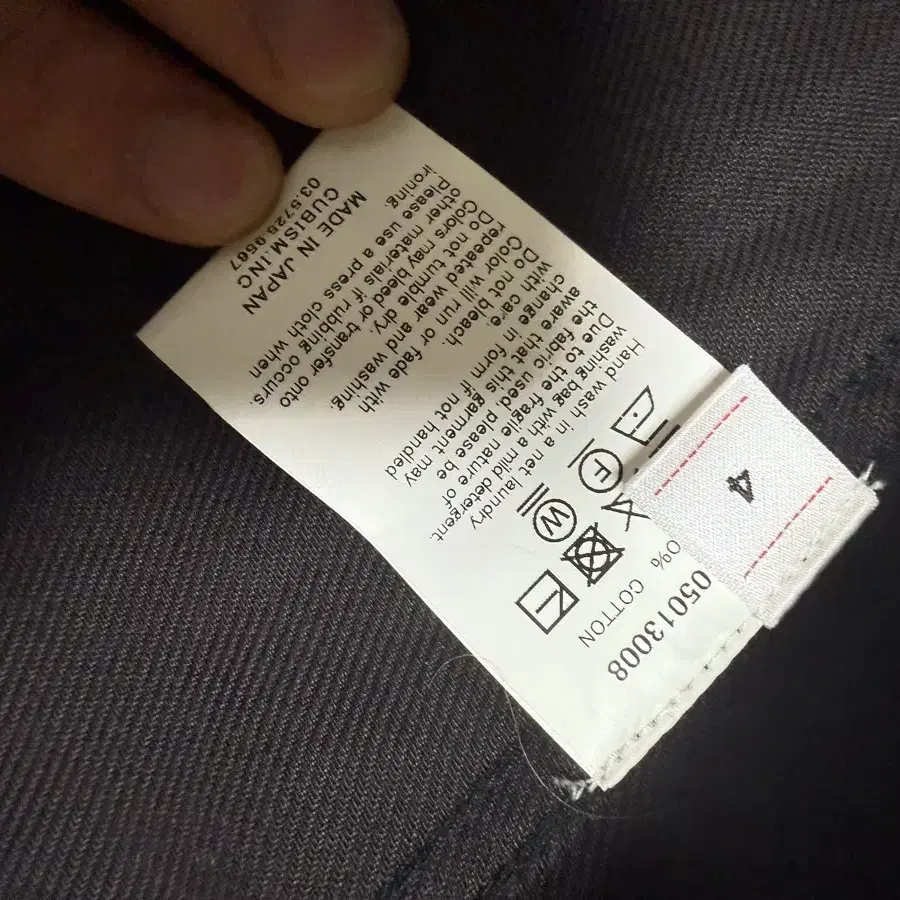 05013008
0% COTTON
F
W
Hand wash in a net laundry
washing bag with a mild detergent.
Due to the fragile nature of
the fabric used, please be
aware that this garment may
change in form if not handled
with care.
Do not bleach.
Color will run or fade with
repeated wear and washing.
Do not tumble dry.
Colors may bleed or transfer onto
other materials if rubbing occurs.
Please use a press cloth when
ironing.
MADE IN JAPAN
CUBISM.INC
03.5725.9567
4